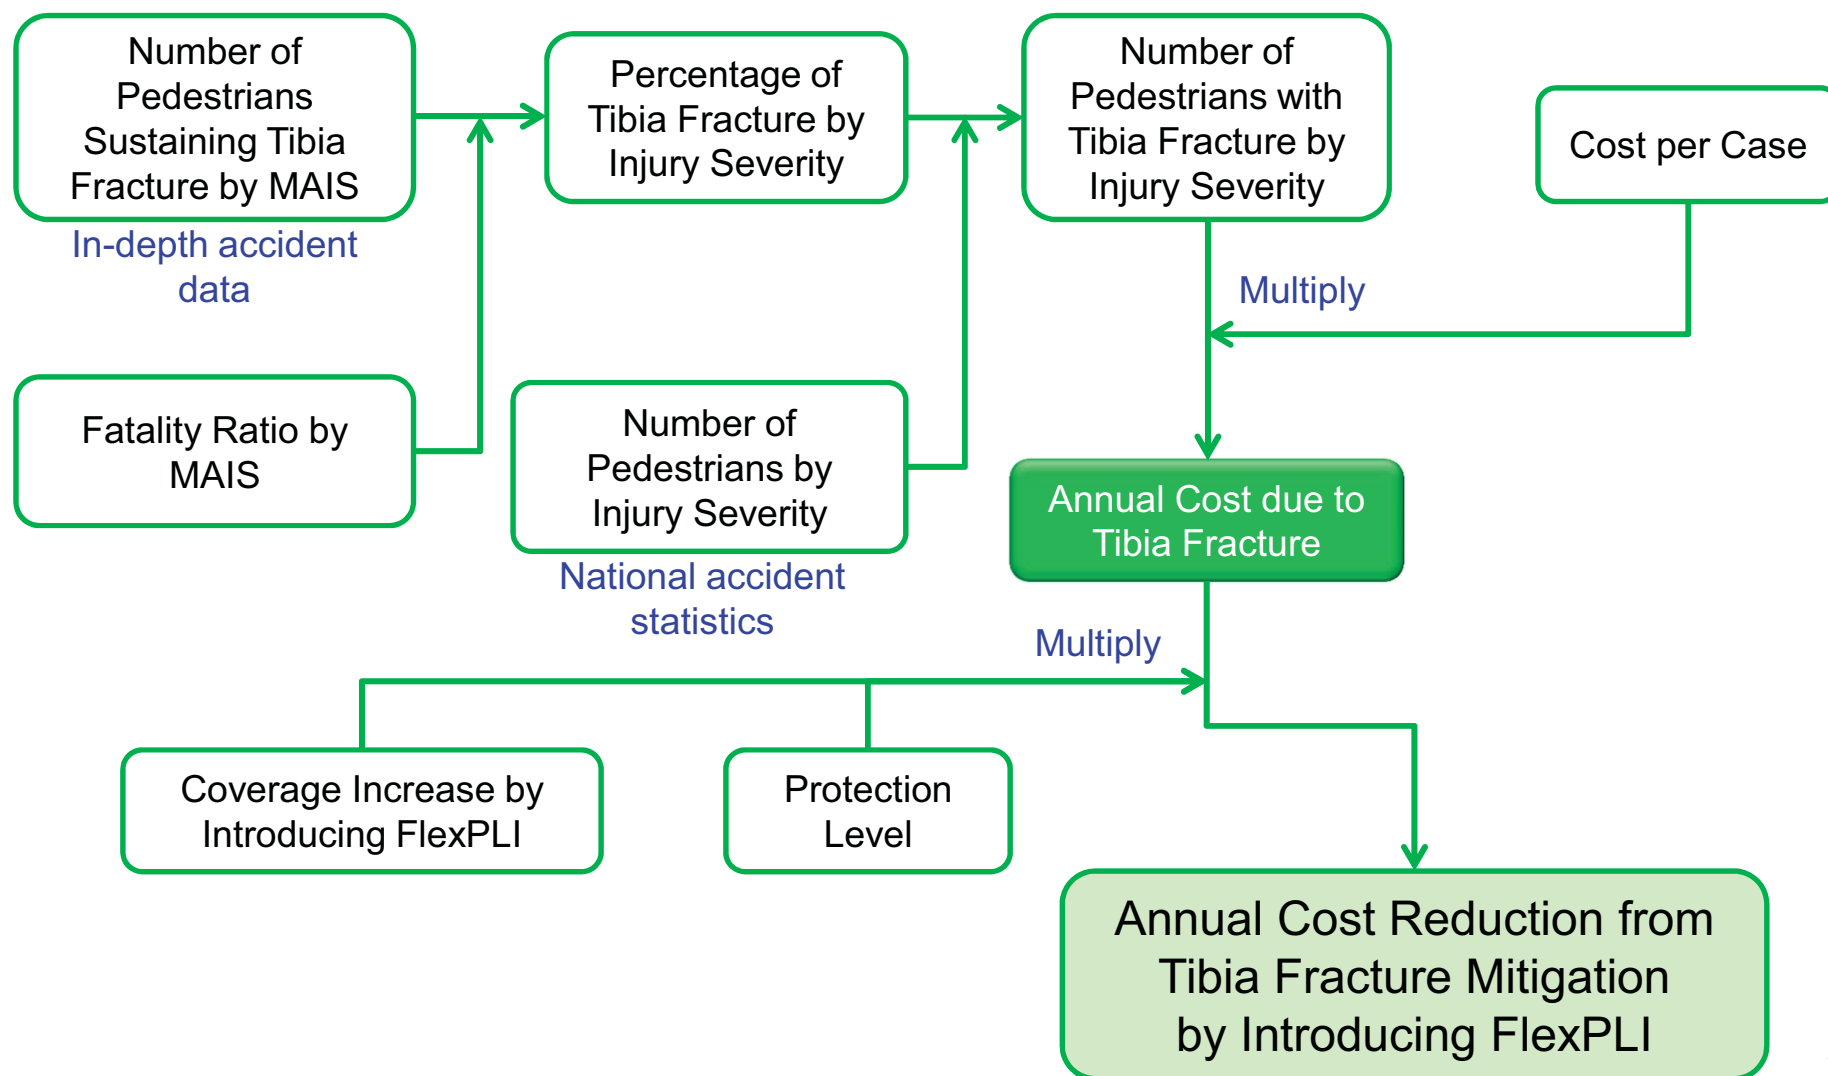 Number of
Pedestrians
Sustaining Tibia
Fracture by MAIS
In-depth accident
data
Percentage of
Tibia Fracture by
Injury Severity
Number of
Pedestrians with
Tibia Fracture by
Injury Severity
Cost per Case
Multiply
Fatality Ratio by
MAIS
Number of
Pedestrians by
Injury Severity
National accident
statistics
Annual Cost due to
Tibia Fracture
Multiply
Coverage Increase by
Introducing FlexPLI
Protection
Level
Annual Cost Reduction from
Tibia Fracture Mitigation
by Introducing FlexPLI